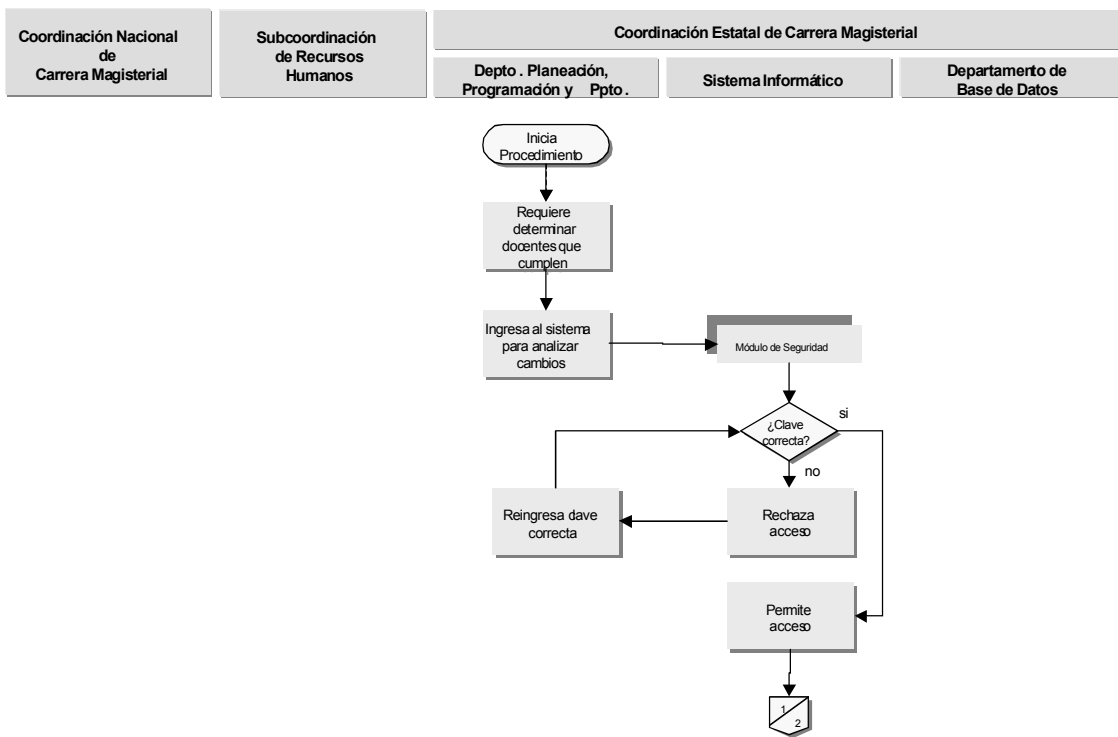 Coordinación Nacional
de
Carrera Magisterial
Subcoordinación
de Recursos
Humanos
Coordinación Estatal de Carrera Magisterial
Depto . Planeación,
Programación y Ppto .
Sistema Informático
Departamento de
Base de Datos
Inicia
Procedimiento
Requiere
determinar
docentes que
cumplen
Ingresa al sistema
para analizar
cambios
Módulo de Seguridad
¿Clave
correcta?
si
no
Reingresa clave
correcta
Rechaza
acceso
Permite
acceso
1
2